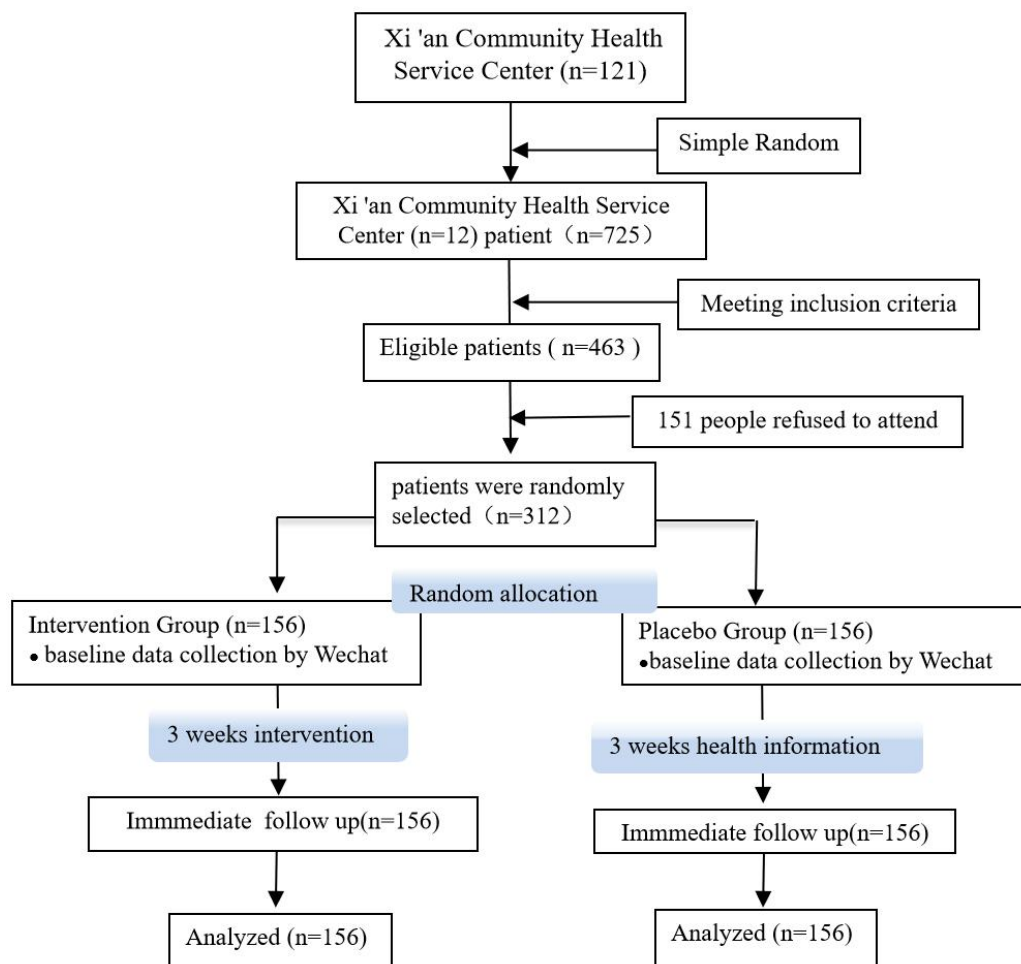 Xi 'an Community Health
Service Center (n=121)
Simple Random
Xi 'an Community Health Service
Center (n=12) patient（n=725）
Meeting inclusion criteria
Eligible patients ( n=463 )
151 people refused to attend
patients were randomly
selected（n=312）
Random allocation
Intervention Group (n=156)
• baseline data collection by Wechat
Placebo Group (n=156)
•baseline data collection by Wechat
3 weeks intervention
3 weeks health information
Immmediate follow up(n=156)
Immmediate follow up(n=156)
Analyzed (n=156)
Analyzed (n=156)